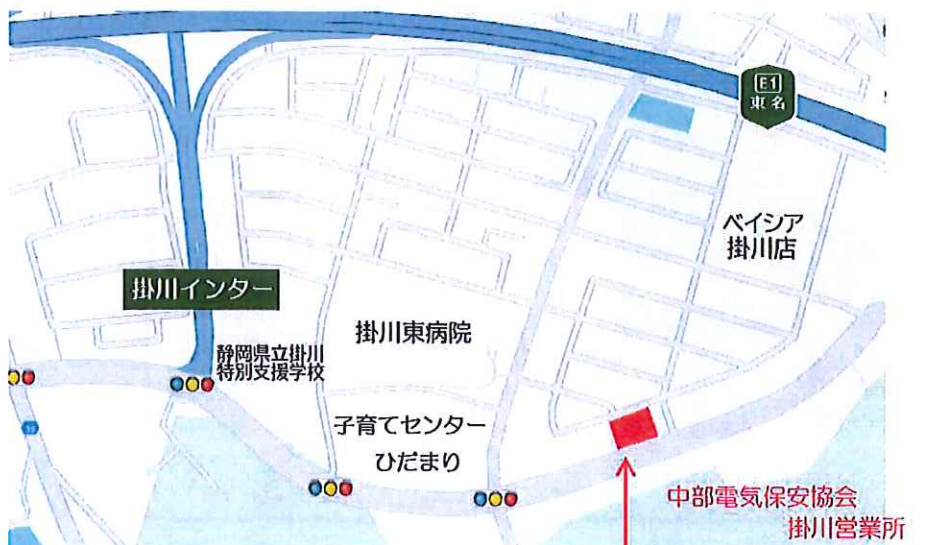 E1
東名
ベイシア
掛川店
掛川インター
掛川東病院
静岡県立掛川
特別支援学校
子育てセンター
ひだまり
中部電気保安協会
掛川営業所